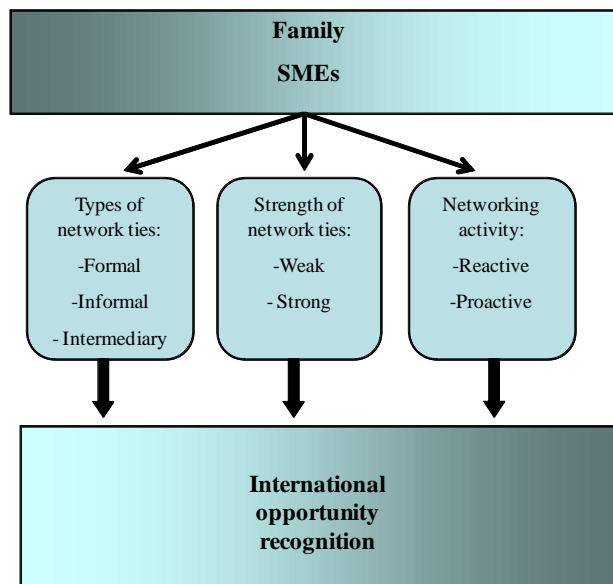 Family
SMEs
Types of
network ties:
-Formal
-Informal
- Intermediary
Strength of
network ties:
-Weak
- Strong
Networking
activity:
-Reactive
-Proactive
International
opportunity
recognition